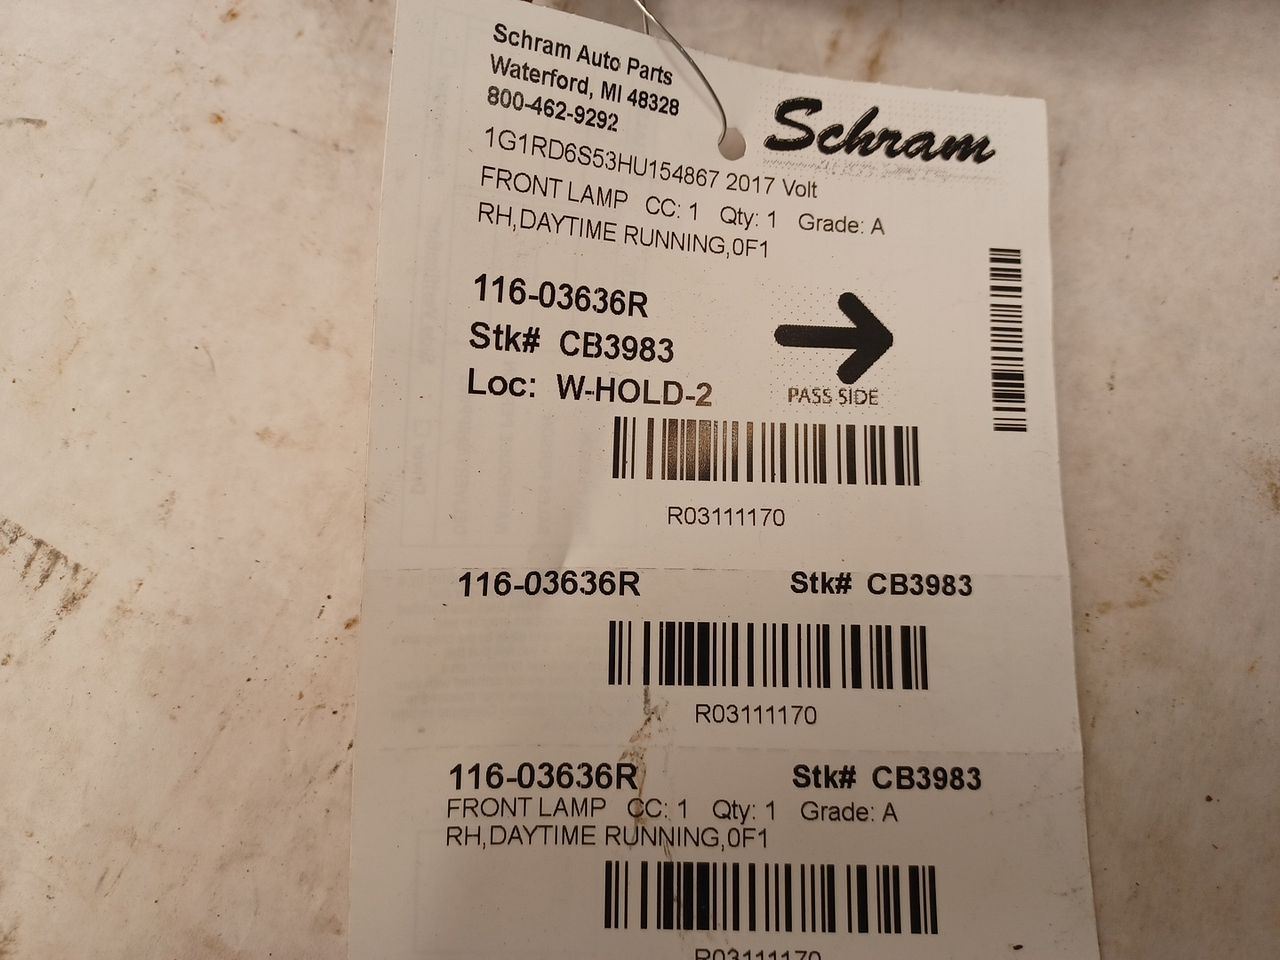 Schram Auto Parts
Waterford, MI 48328
800-462-9292
Schram
1G1RD6S53HU154867 2017 Volt
FRONT LAMP CC: 1 Qty: 1 Grade: A
RH,DAYTIME RUNNING,0F1
116-03636R
Stk# CB3983
Loc: W-HOLD-2
PASS SIDE
R03111170
116-03636R Stk# CB3983
R03111170
116-03636R Stk# CB3983
FRONT LAMP CC: 1 Qty: 1 Grade: A
RH,DAYTIME RUNNING,0F1
R03111170